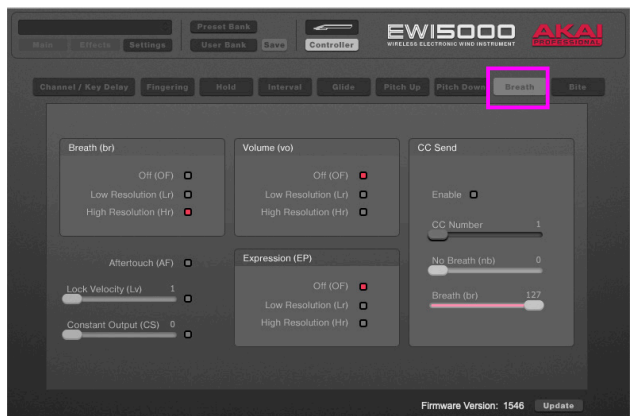 Preset Bank
EWI5000 AKAI
WIRELESS ELECTRONIC WIND INSTRUMENT PROFESSIONAL
Main Effects Settings User Bank Save Controller
Channel / Key Delay Fingering Hold Interval Glide Pitch Up Pitch Down Breath Bite
Breath (br)
Off (OF)
Low Resolution (Lr)
High Resolution (Hr)
Aftertouch (AF)
Lock Velocity (Lv) 1
Constant Output (CS) 0
Volume (vo)
Off (OF)
Low Resolution (Lr)
High Resolution (Hr)
Expression (EP)
Off (OF)
Low Resolution (Lr)
High Resolution (Hr)
CC Send
Enable
CC Number 1
No Breath (nb) 0
Breath (br) 127
Firmware Version: 1546 Update